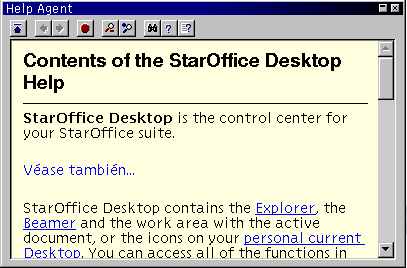 Help Agent
Contents of the StarOffice Desktop
Help
StarOffice Desktop is the control center for
your StarOffice suite.
Véase también...
StarOffice Desktop contains the Explorer, the
Beamer and the work area with the active
document, or the icons on your personal current
Desktop. You can access all of the functions in